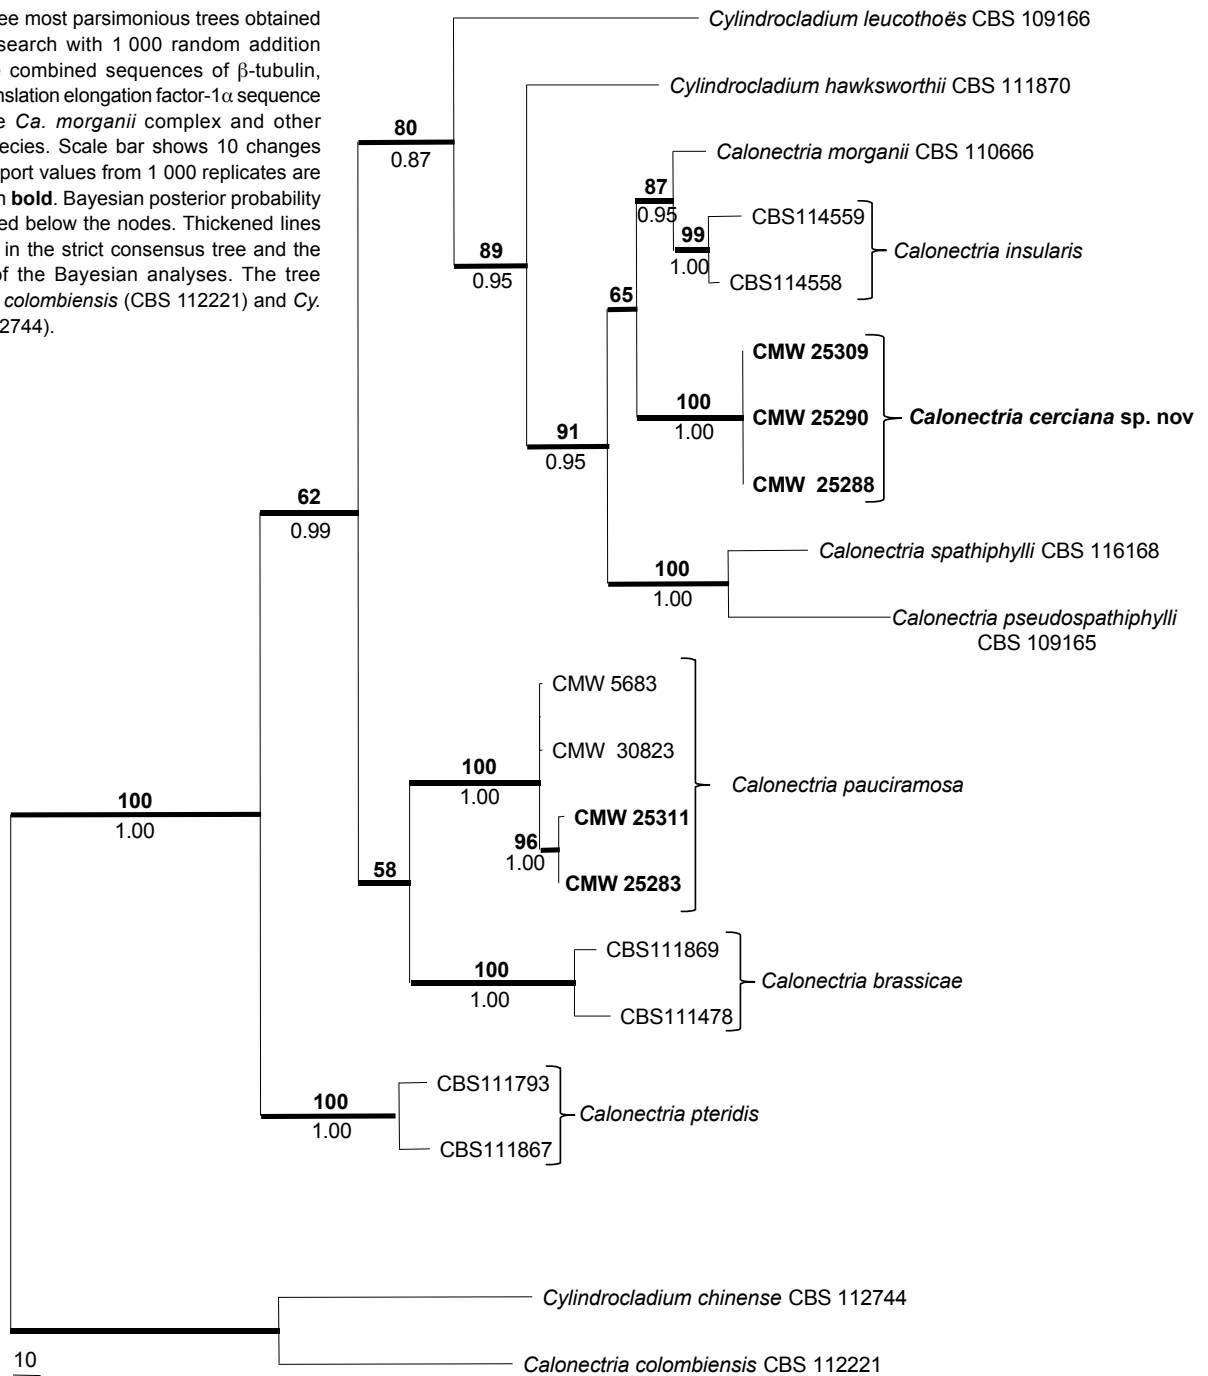 ee most parsimonious trees obtained
search with 1 000 random addition
e combined sequences of β-tubulin,
nslation elongation factor-1α sequence
e Ca. morganii complex and other
ecies. Scale bar shows 10 changes
port values from 1 000 replicates are
n bold. Bayesian posterior probability
ed below the nodes. Thickened lines
in the strict consensus tree and the
of the Bayesian analyses. The tree
colombiensis (CBS 112221) and Cy.
2744).
Cylindrocladium leucothoës CBS 109166
Cylindrocladium hawksworthii CBS 111870
80
0.87
Calonectria morganii CBS 110666
87
0.95
CBS114559
99
1.00
Calonectria insularis
CBS114558
89
0.95
65
CMW 25309
100
1.00
CMW 25290
Calonectria cerciana sp. nov
CMW 25288
91
0.95
62
0.99
Calonectria spathiphylli CBS 116168
100
1.00
Calonectria pseudospathiphylli
CBS 109165
CMW 5683
CMW 30823
100
1.00
Calonectria pauciramosa
100
1.00
CMW 25311
96
1.00
CMW 25283
58
CBS111869
100
1.00
Calonectria brassicae
CBS111478
CBS111793
100
1.00
Calonectria pteridis
CBS111867
Cylindrocladium chinense CBS 112744
Calonectria colombiensis CBS 112221
10